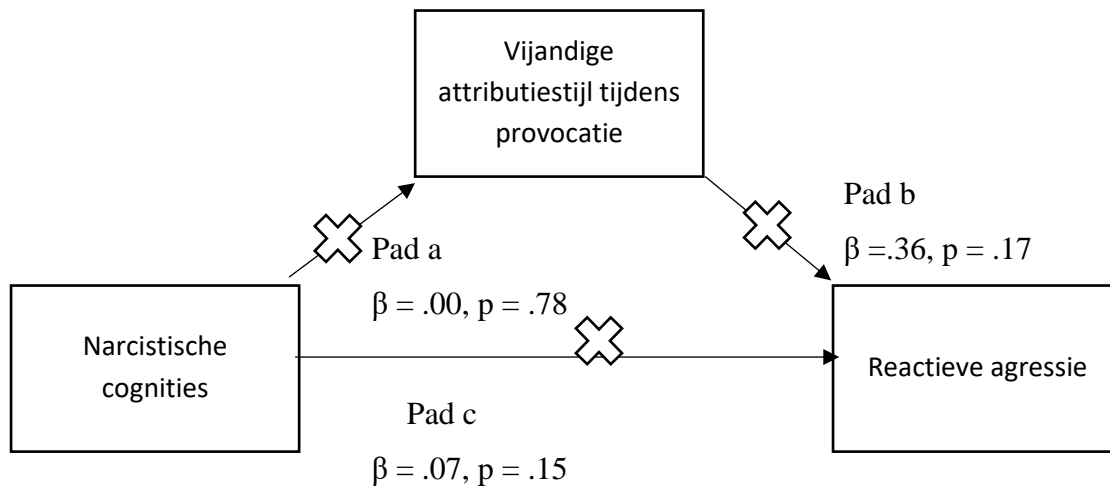 Vijandige
attributiestijl tijdens
provocatie
Pad b
β =.36, p = .17
Pad a
β = .00, p = .78
Narcistische
cognities
Reactieve agressie
Pad c
β = .07, p = .15